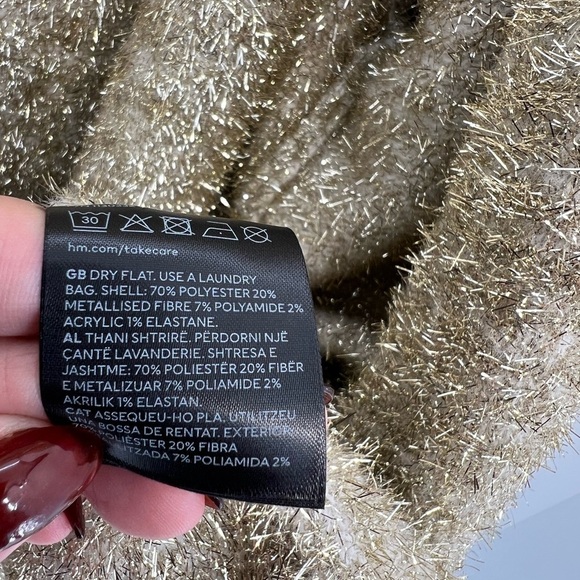 30
hm.com/takecare
GB DRY FLAT. USE A LAUNDRY
BAG. SHELL: 70% POLYESTER 20%
METALLISED FIBRE 7% POLYAMIDE 2%
ACRYLIC 1% ELASTANE.
AL THANI SHTRIRË. PËRDORNI NJË
ÇANTË LAVANDERIE. SHTRESA E
JASHTME: 70% POLIESTËR 20% FIBËR
E METALIZUAR 7% POLIAMIDE 2%
AKRILIK 1% ELASTAN.
CAT ASSEQUEU-HO PLA. UTILITZEU
UNA BOSSA DE RENTAT. EXTERIOR:
70% POLIÈSTER 20% FIBRA
7% POLIAMIDA 2%